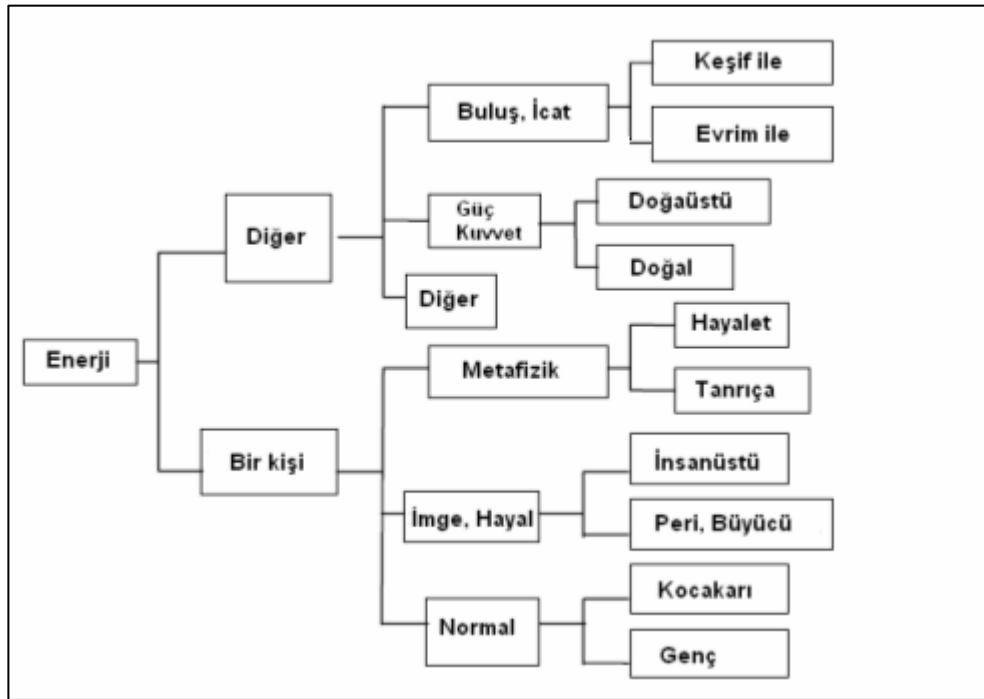 Keşif ile
Buluş, İcat
Evrim ile
Diğer
Güç
Kuvvet
Doğaüstü
Doğal
Diğer
Enerji
Hayalet
Metafizik
Tanrıça
Bir kişi
İnsanüstü
İmge, Hayal
Peri, Büyücü
Kocakarı
Normal
Genç